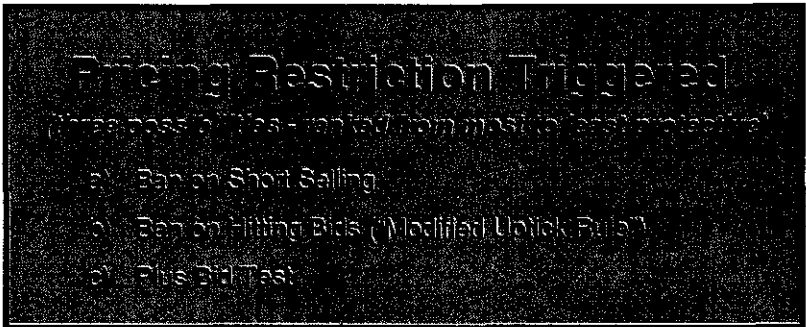 Pricing Restriction Triggered
(three possibilities - ranked from most to least protective)
a) Ban on Short Selling
b) Ban on Hitting Bids ("Modified Uptick Rule")
c) Plus Bid Test